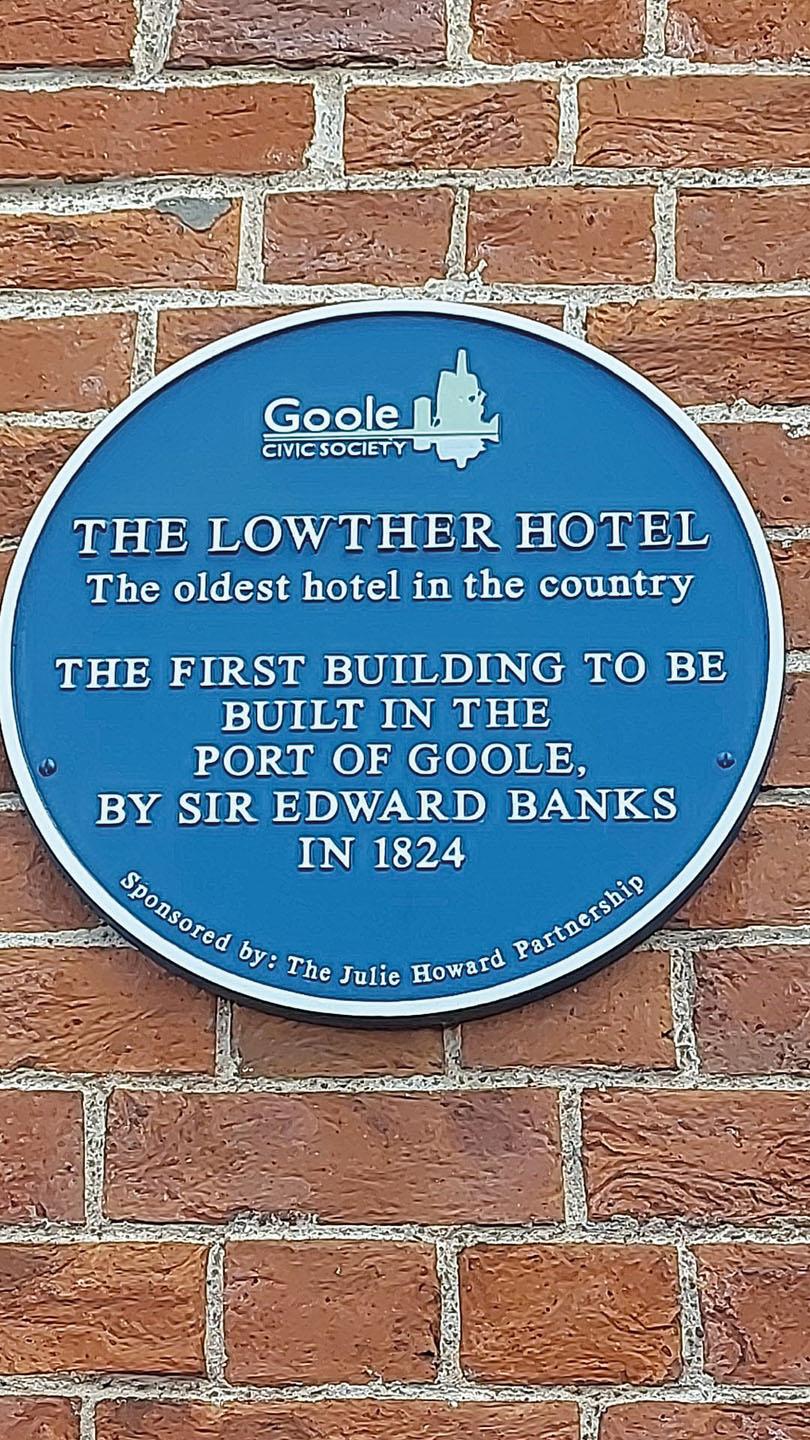 Goole
CIVIC SOCIETY
THE LOWTHER HOTEL
The oldest hotel in the country
THE FIRST BUILDING TO BE
BUILT IN THE
PORT OF GOOLE,
BY SIR EDWARD BANKS
IN 1824
Sponsored by: The Julie Howard Partnership